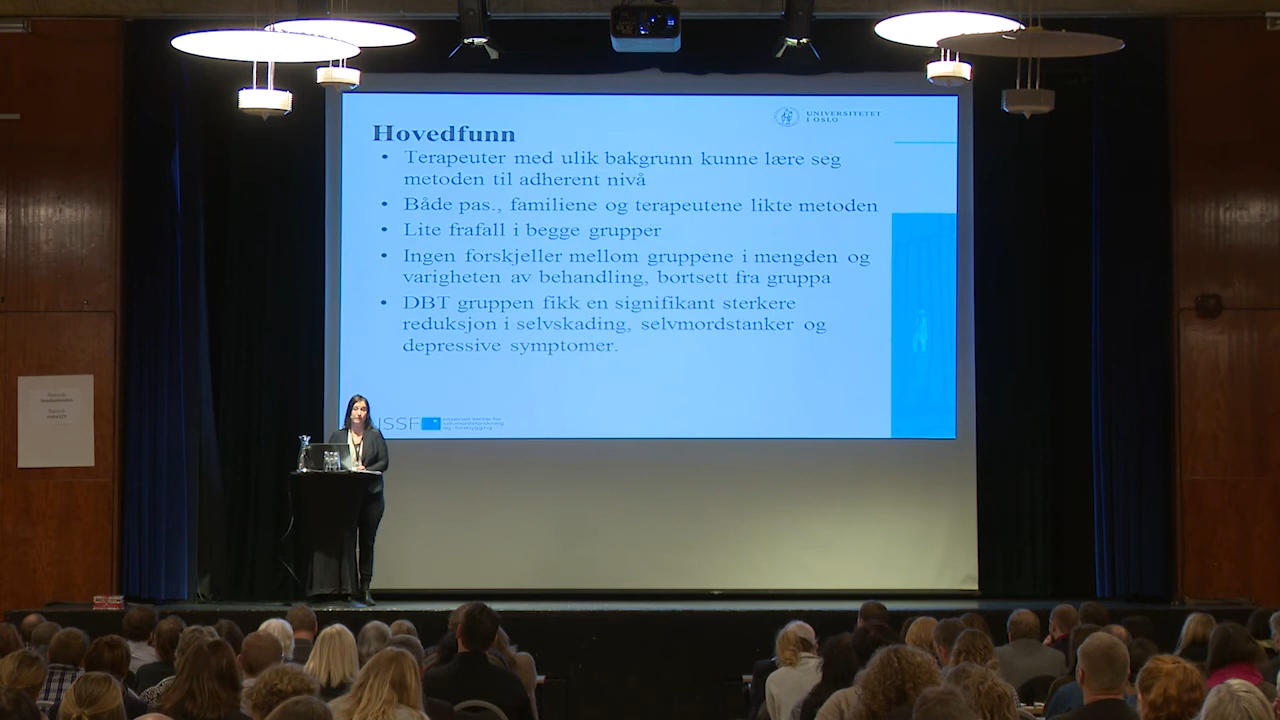 UNIVERSITETET
I OSLO
Hovedfunn
• Terapeuter med ulik bakgrunn kunne lære seg
metoden til adherent nivå
• Både pas., familiene og terapeutene likte metoden
• Lite frafall i begge grupper
• Ingen forskjeller mellom gruppene i mengden og
varigheten av behandling, bortsett fra gruppa
• DBT gruppen fikk en signifikant sterkere
reduksjon i selvskading, selvmordstanker og
depressive symptomer.
NSSF